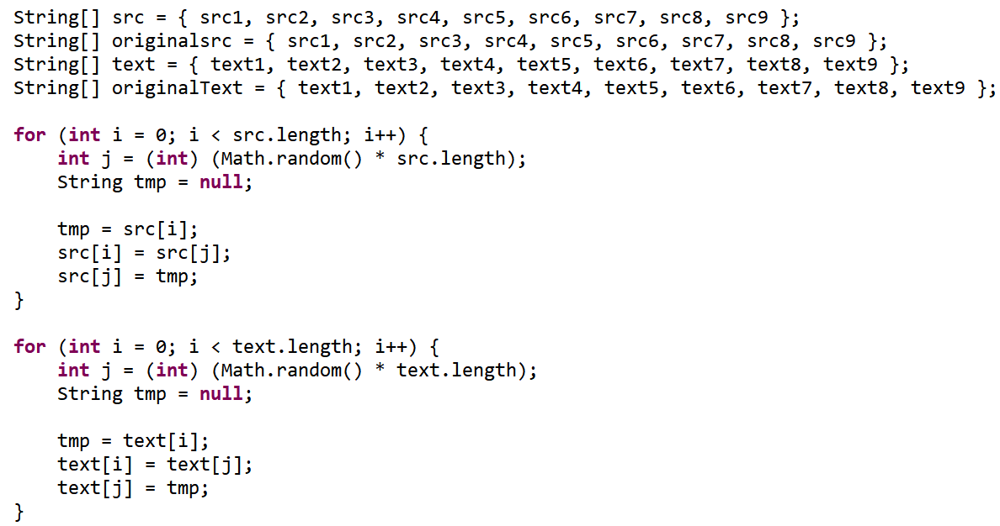 String[] src = { src1, src2, src3, src4, src5, src6, src7, src8, src9 };
String[] originalsrc = { src1, src2, src3, src4, src5, src6, src7, src8, src9 };
String[] text = { text1, text2, text3, text4, text5, text6, text7, text8, text9 };
String[] originalText = { text1, text2, text3, text4, text5, text6, text7, text8, text9 };

for (int i = 0; i < src.length; i++) {
    int j = (int) (Math.random() * src.length);
    String tmp = null;

    tmp = src[i];
    src[i] = src[j];
    src[j] = tmp;
}

for (int i = 0; i < text.length; i++) {
    int j = (int) (Math.random() * text.length);
    String tmp = null;

    tmp = text[i];
    text[i] = text[j];
    text[j] = tmp;
}